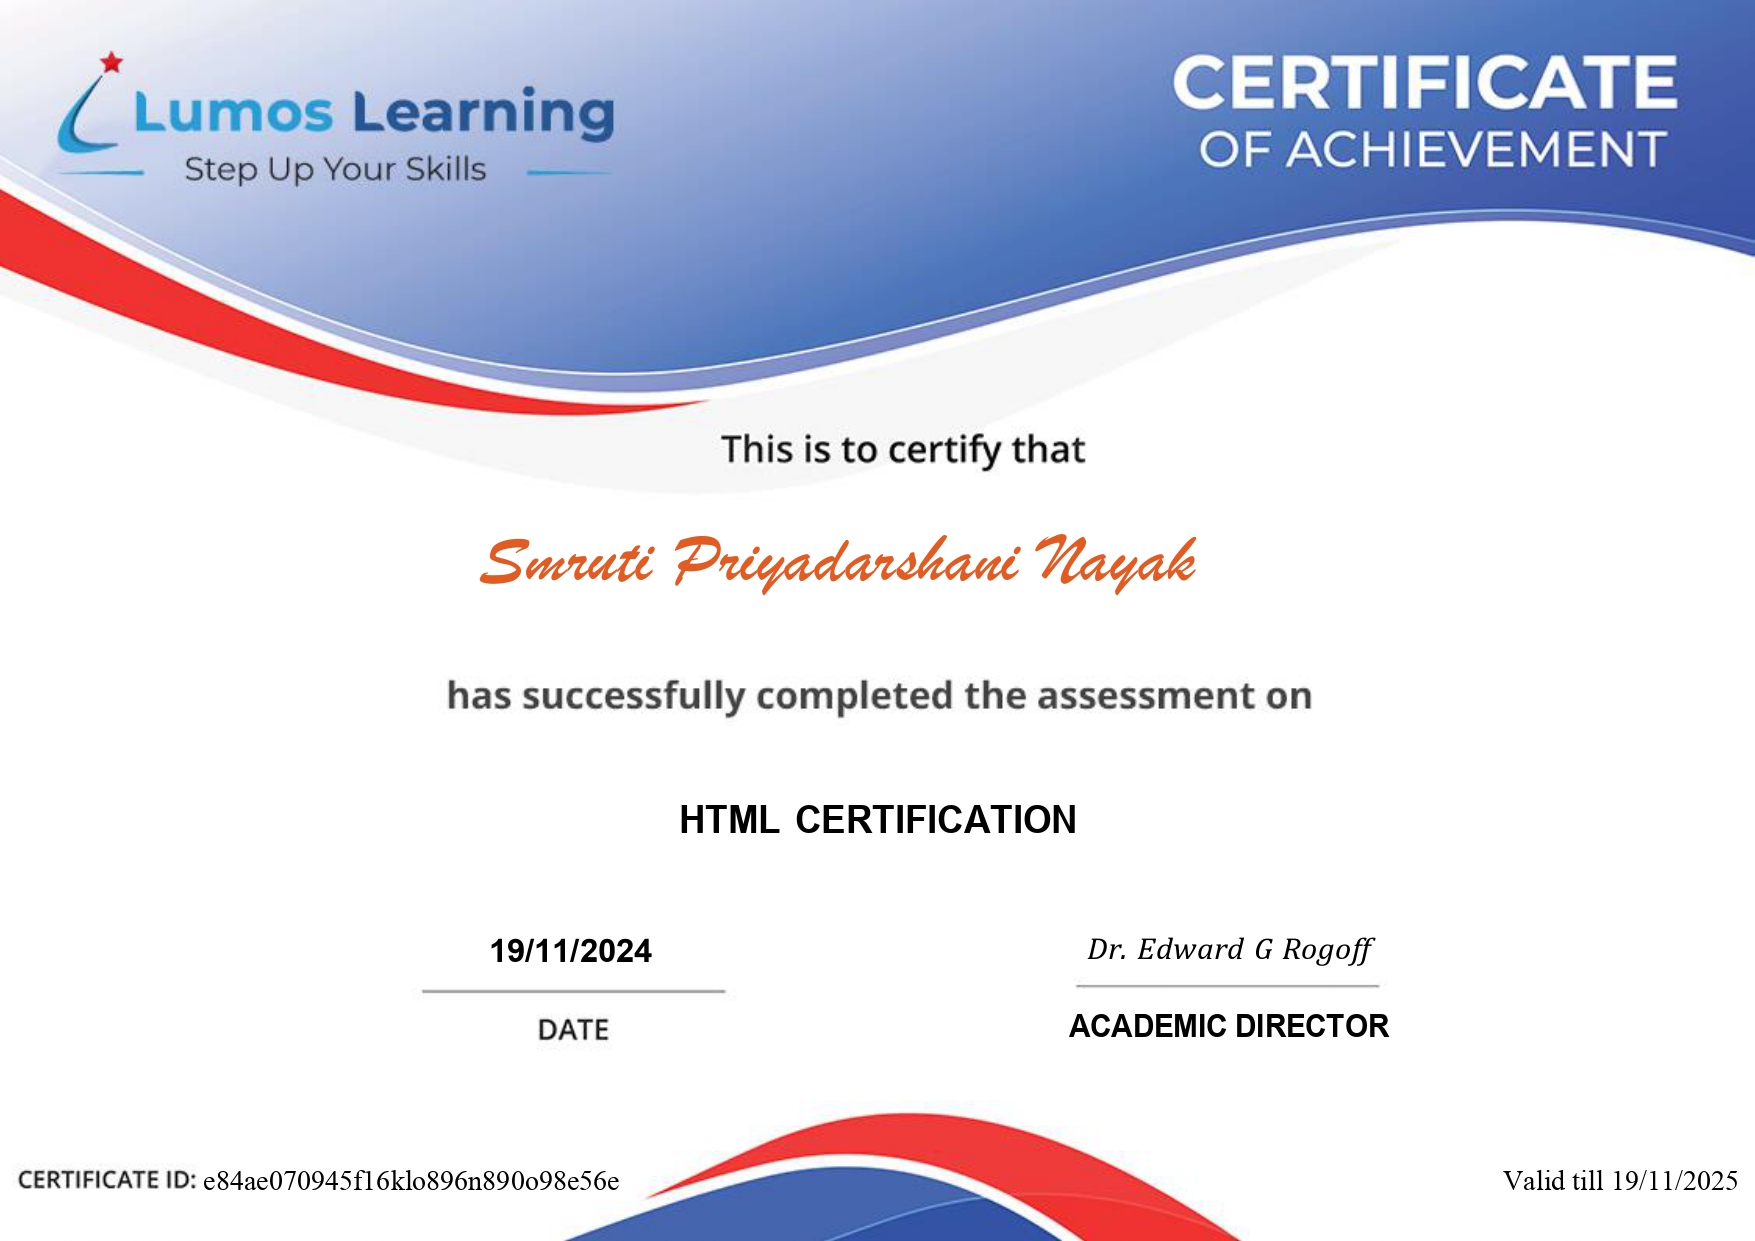 Lumos Learning
Step Up Your Skills
CERTIFICATE
OF ACHIEVEMENT
This is to certify that
Smruti Priyadarshani Nayak
has successfully completed the assessment on
HTML CERTIFICATION
19/11/2024
DATE
Dr. Edward G Rogoff
ACADEMIC DIRECTOR
CERTIFICATE ID: e84ae070945f16klo896n890o98e56e
Valid till 19/11/2025